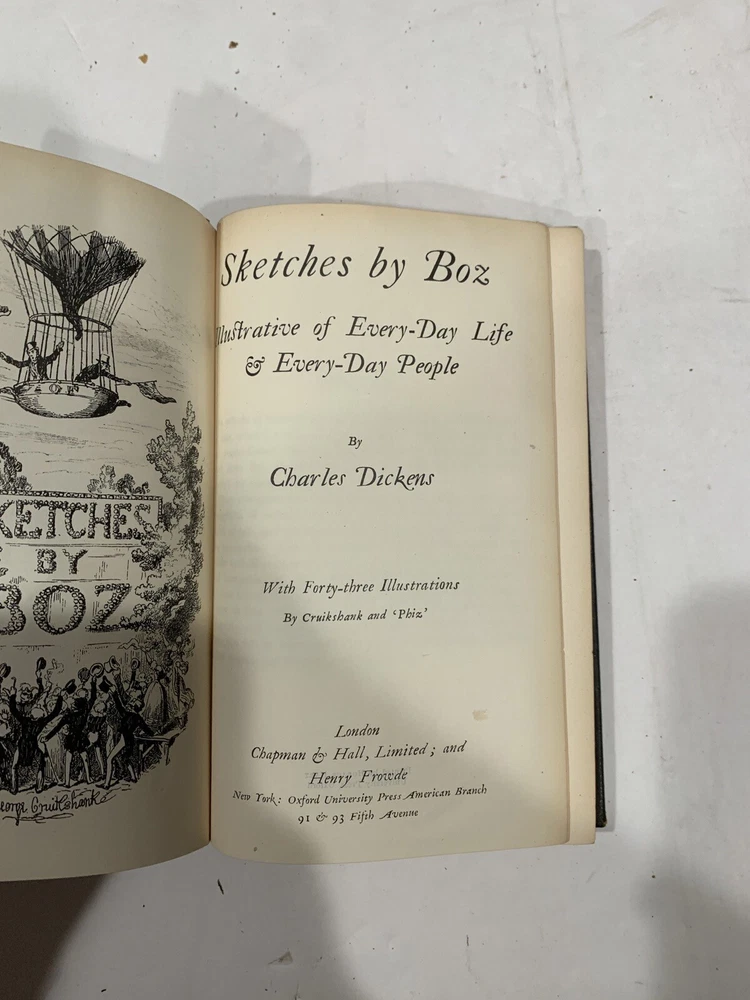 SKETCHES
BY
BOZ
George Cruikshank
Sketches by Boz
Illustrative of Every-Day Life
& Every-Day People
By
Charles Dickens
With Forty-three Illustrations
By Cruikshank and ‘Phiz’
London
Chapman & Hall, Limited; and
Henry Frowde
New York: Oxford University Press American Branch
91 & 93 Fifth Avenue